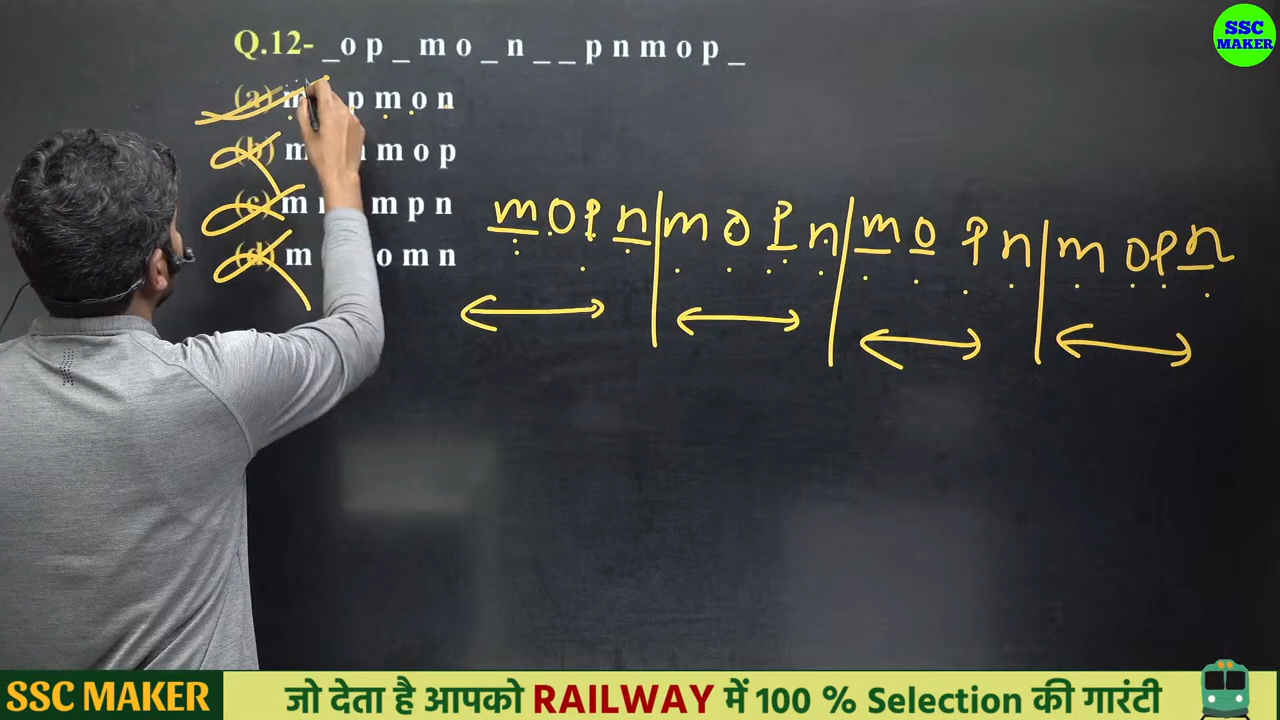 SSC
MAKER
Q.12- _ o p _ m o _ n _ _ p n m o p _
(a) m p m o n
(b) m m o p
(c) m m p n
(d) m o m n
m o p n | m o p n | m o p n | m o p n
SSC MAKER
जो देता है आपको RAILWAY में 100 % Selection की गारंटी